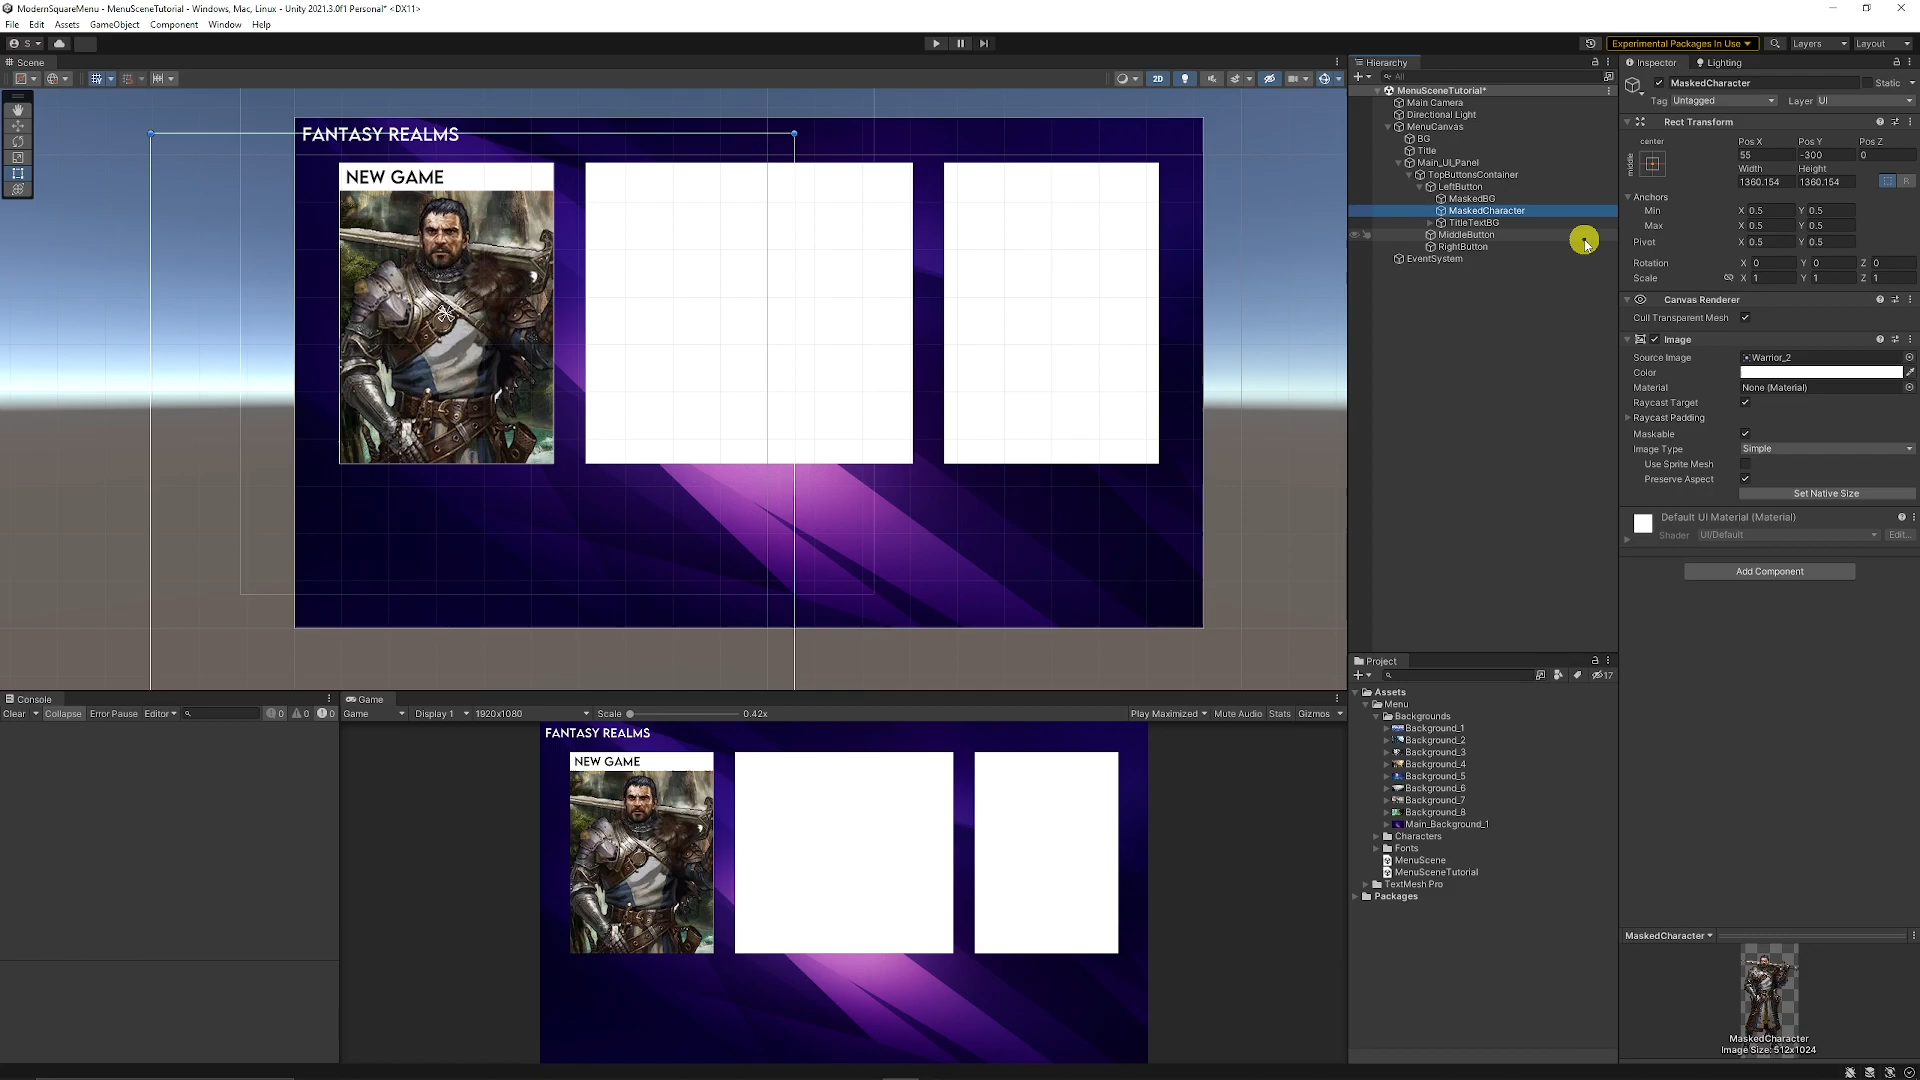 ModernSquareMenu - MenuSceneTutorial - Windows, Mac, Linux - Unity 2021.3.0f1 Personal* <DX11>
File Edit Assets GameObject Component Window Help
S
Experimental Packages In Use
Layers
Layout
Scene
2D
FANTASY REALMS
NEW GAME
Hierarchy
All
MenuSceneTutorial*
Main Camera
Directional Light
MenuCanvas
BG
Title
Main_UI_Panel
TopButtonsContainer
LeftButton
MaskedBG
MaskedCharacter
TitleTextBG
MiddleButton
RightButton
EventSystem
Inspector
Lighting
MaskedCharacter
Static
Tag Untagged
Layer UI
Rect Transform
center
middle
Pos X Pos Y Pos Z
55 -300 0
Width Height
1360.154 1360.154
R
Anchors
Min X 0.5 Y 0.5
Max X 0.5 Y 0.5
Pivot X 0.5 Y 0.5
Rotation X 0 Y 0 Z 0
Scale X 1 Y 1 Z 1
Canvas Renderer
Cull Transparent Mesh
Image
Source Image Warrior_2
Color
Material None (Material)
Raycast Target
Raycast Padding
Maskable
Image Type Simple
Use Sprite Mesh
Preserve Aspect
Set Native Size
Default UI Material (Material)
Shader UI/Default Edit...
Add Component
Project
17
Assets
Menu
Backgrounds
Background_1
Background_2
Background_3
Background_4
Background_5
Background_6
Background_7
Background_8
Main_Background_1
Characters
Fonts
MenuScene
MenuSceneTutorial
TextMesh Pro
Packages
MaskedCharacter
MaskedCharacter
Image Size: 512x1024
Console
Clear Collapse Error Pause Editor 0 0 0
Game
Game Display 1 1920x1080 Scale 0.42x Play Maximized Mute Audio Stats Gizmos
FANTASY REALMS
NEW GAME